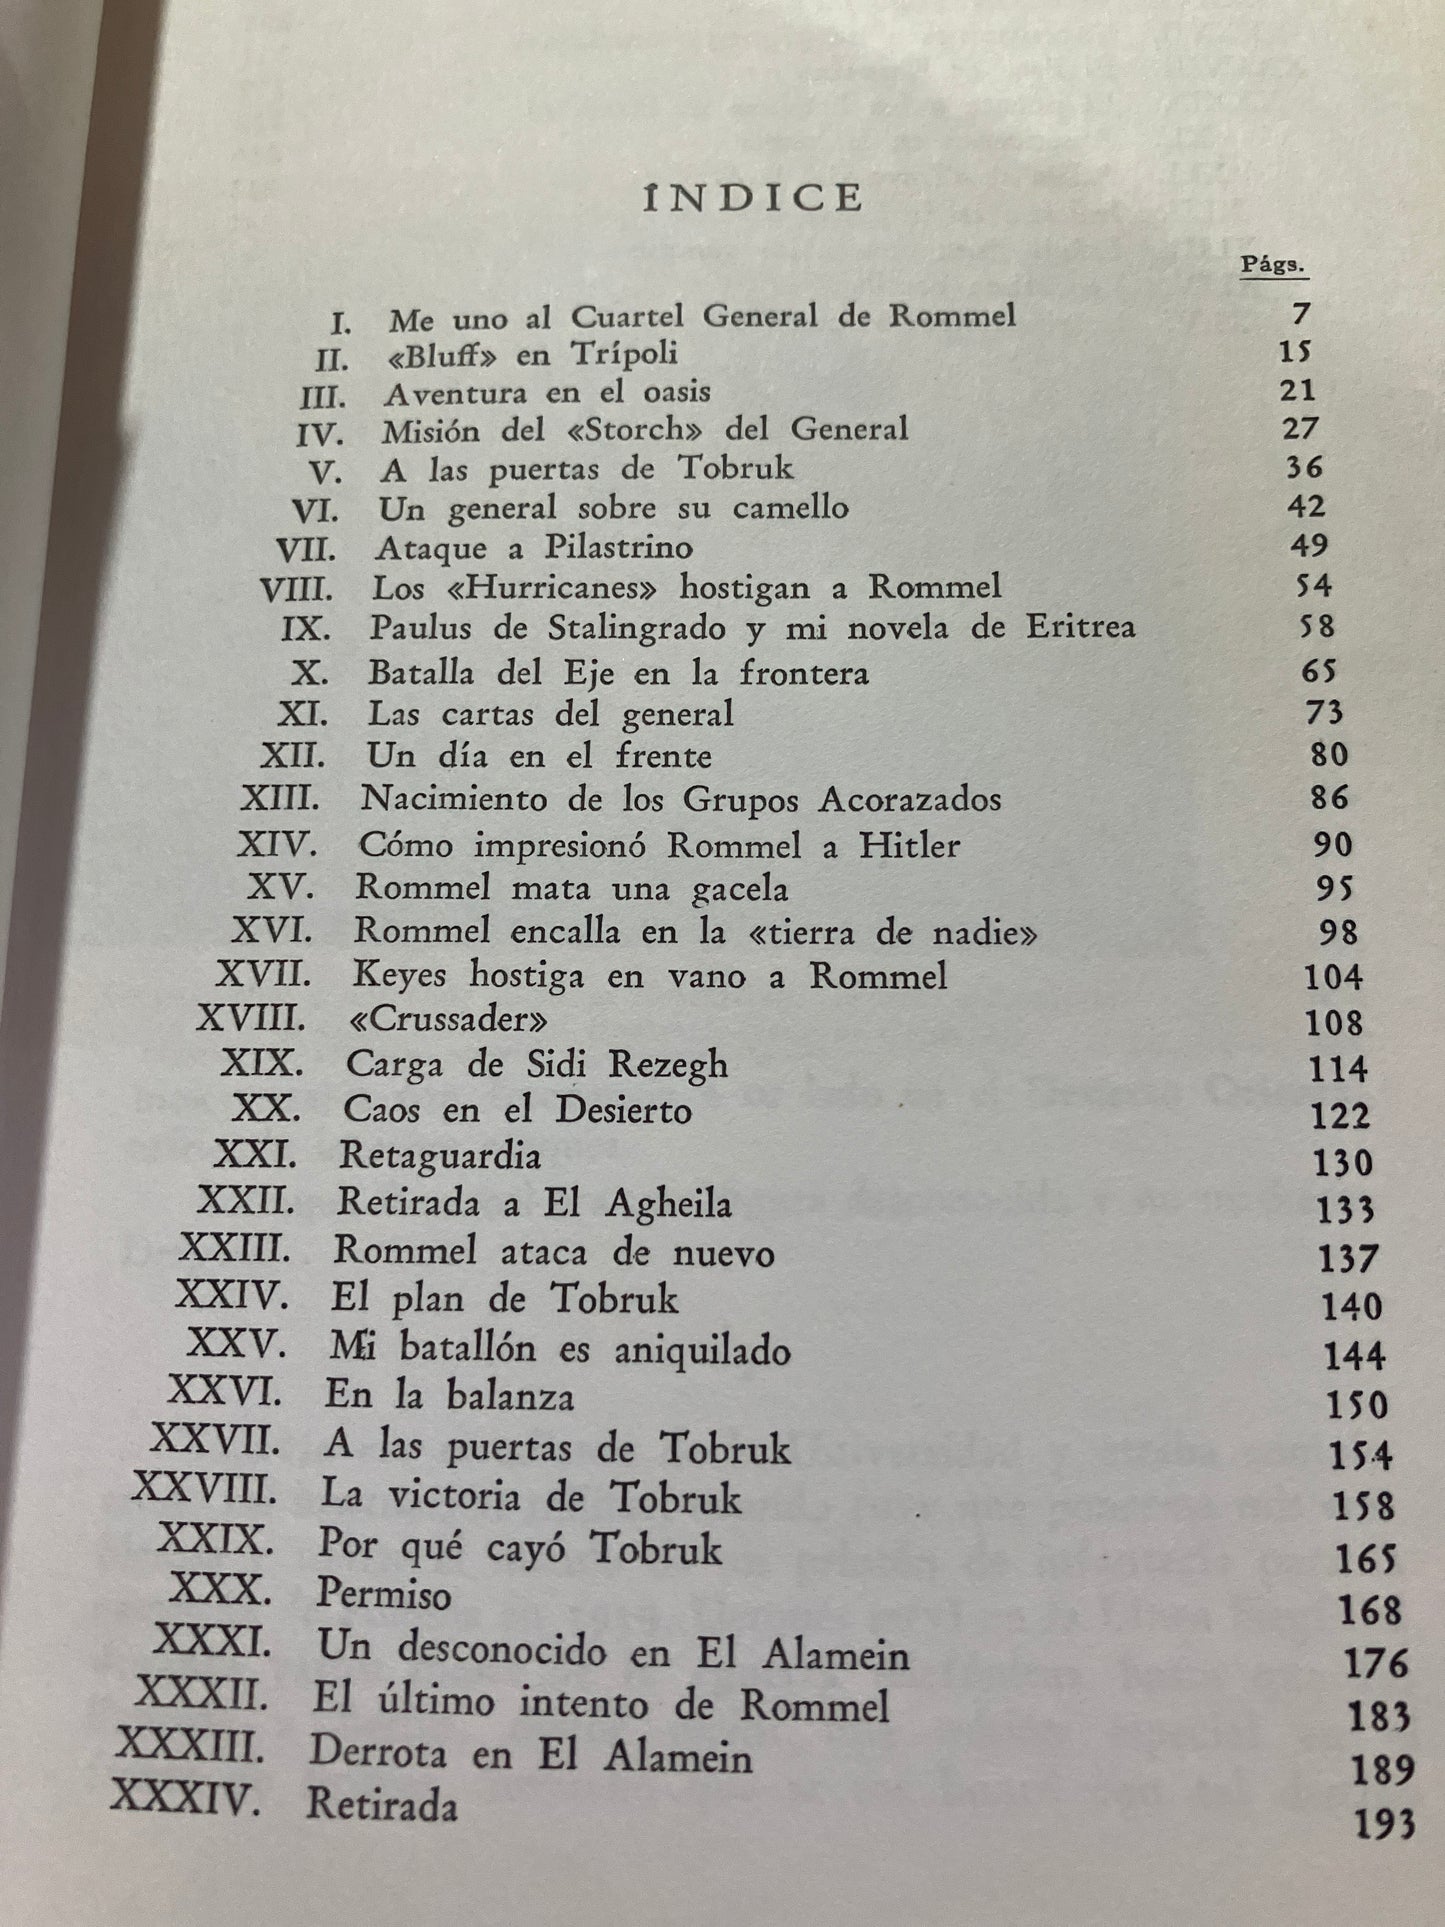 ÍNDICE
Págs.
I. Me uno al Cuartel General de Rommel 7
II. «Bluff» en Trípoli 15
III. Aventura en el oasis 21
IV. Misión del «Storch» del General 27
V. A las puertas de Tobruk 36
VI. Un general sobre su camello 42
VII. Ataque a Pilastrino 49
VIII. Los «Hurricanes» hostigan a Rommel 54
IX. Paulus de Stalingrado y mi novela de Eritrea 58
X. Batalla del Eje en la frontera 65
XI. Las cartas del general 73
XII. Un día en el frente 80
XIII. Nacimiento de los Grupos Acorazados 86
XIV. Cómo impresionó Rommel a Hitler 90
XV. Rommel mata una gacela 95
XVI. Rommel encalla en la «tierra de nadie» 98
XVII. Keyes hostiga en vano a Rommel 104
XVIII. «Crussader» 108
XIX. Carga de Sidi Rezegh 114
XX. Caos en el Desierto 122
XXI. Retaguardia 130
XXII. Retirada a El Agheila 133
XXIII. Rommel ataca de nuevo 137
XXIV. El plan de Tobruk 140
XXV. Mi batallón es aniquilado 144
XXVI. En la balanza 150
XXVII. A las puertas de Tobruk 154
XXVIII. La victoria de Tobruk 158
XXIX. Por qué cayó Tobruk 165
XXX. Permiso 168
XXXI. Un desconocido en El Alamein 176
XXXII. El último intento de Rommel 183
XXXIII. Derrota en El Alamein 189
XXXIV. Retirada 193